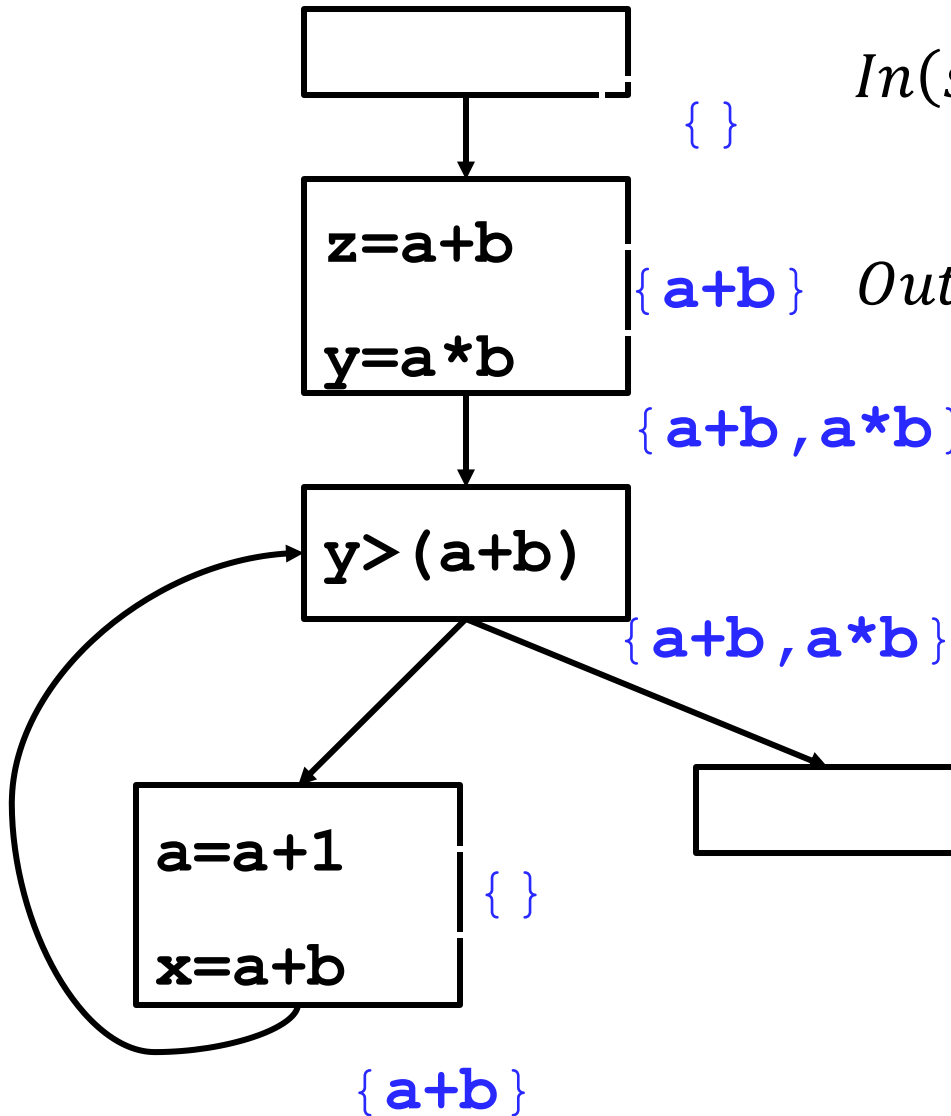 In(s
{ }
z=a+b
{a+b}
Out
y=a*b
{a+b,a*b}
y>(a+b)
{a+b,a*b}
a=a+1
{ }
x=a+b
{a+b}